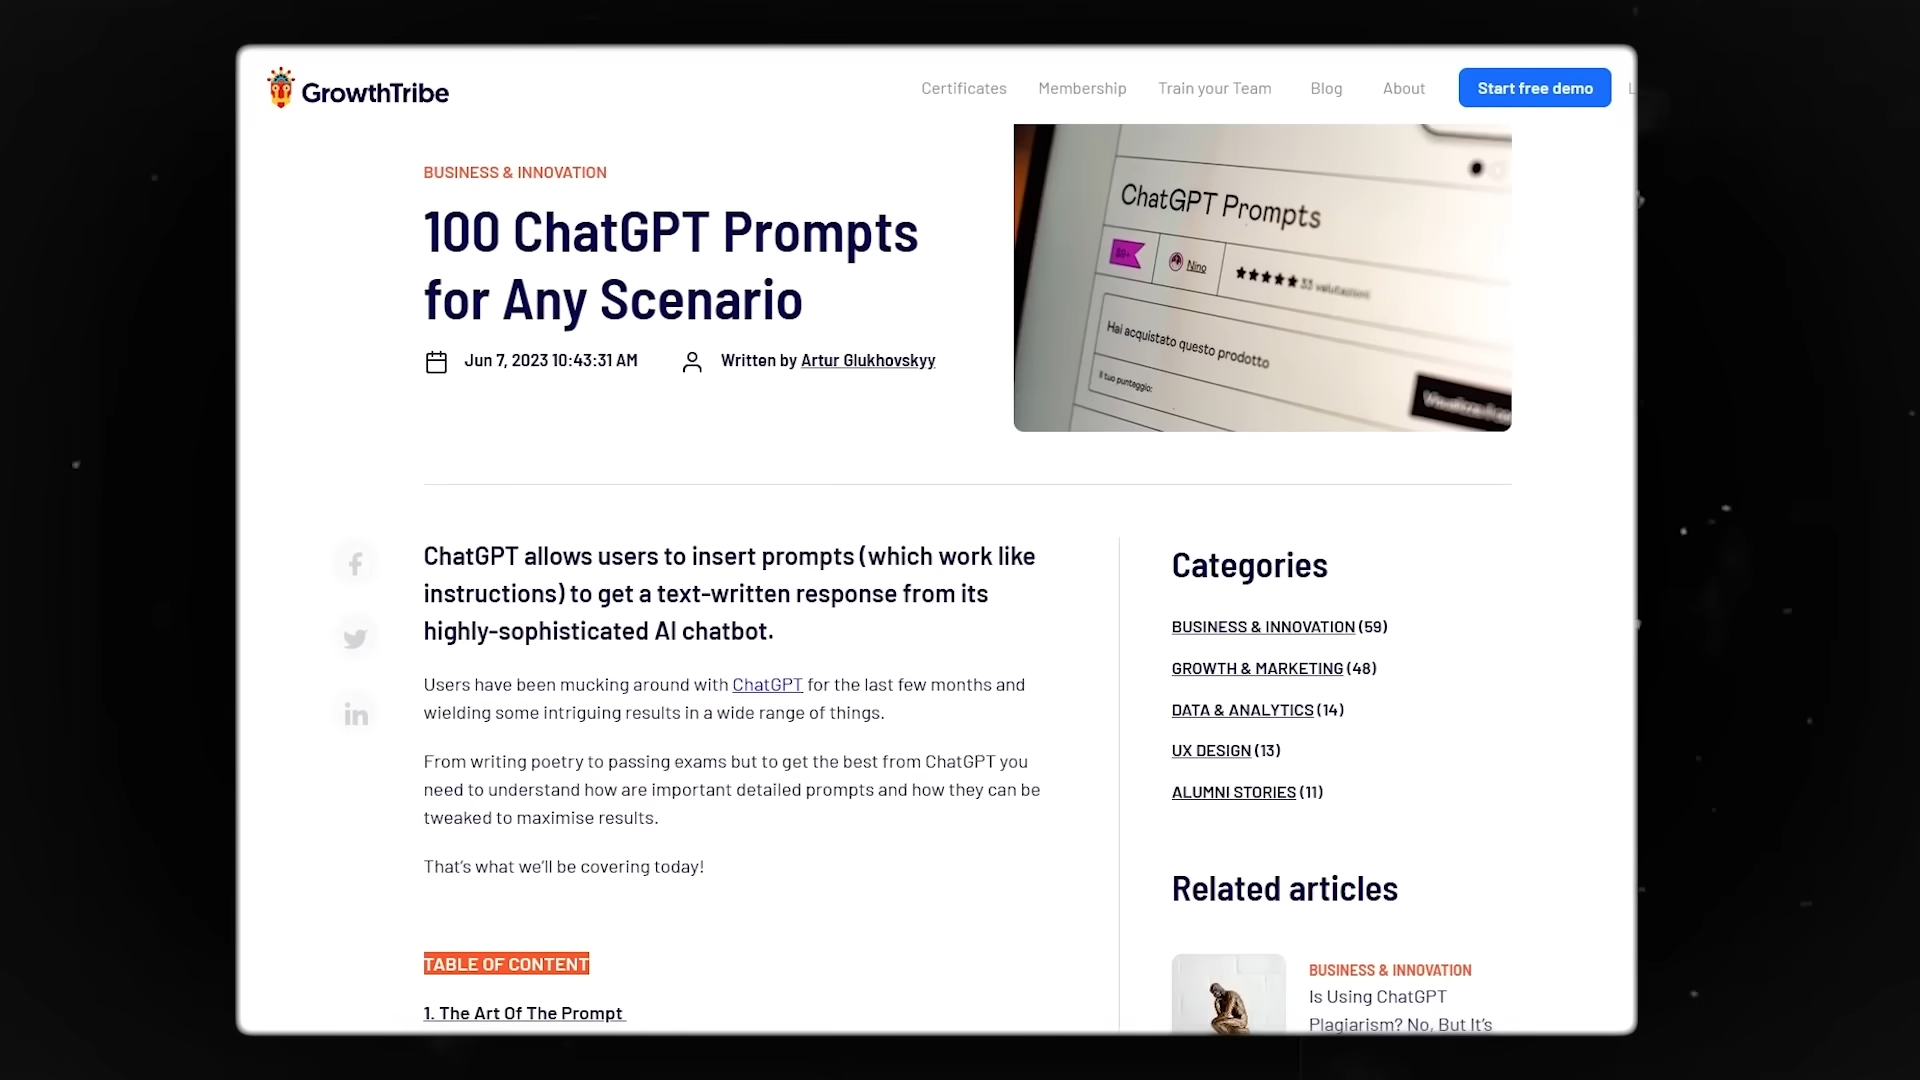 GrowthTribe
Certificates
Membership
Train your Team
Blog
About
Start free demo
BUSINESS & INNOVATION
100 ChatGPT Prompts
for Any Scenario
Jun 7, 2023 10:43:31 AM
Written by Artur Glukhovskyy
ChatGPT Prompts
Nino
Hai acquistato questo prodotto
Il tuo punteggio:
ChatGPT allows users to insert prompts (which work like
instructions) to get a text-written response from its
highly-sophisticated AI chatbot.
Users have been mucking around with ChatGPT for the last few months and
wielding some intriguing results in a wide range of things.
From writing poetry to passing exams but to get the best from ChatGPT you
need to understand how are important detailed prompts and how they can be
tweaked to maximise results.
That's what we'll be covering today!
TABLE OF CONTENT
1. The Art Of The Prompt
Categories
BUSINESS & INNOVATION (59)
GROWTH & MARKETING (48)
DATA & ANALYTICS (14)
UX DESIGN (13)
ALUMNI STORIES (11)
Related articles
BUSINESS & INNOVATION
Is Using ChatGPT
Plagiarism? No, But It's